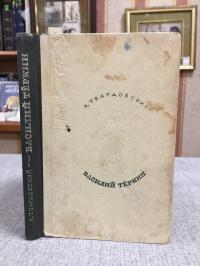 А. ТВАРДОВСКИЙ
ВАСИЛИЙ ТЁРКИН
А. ТВАРДОВСКИЙ ВАСИЛИЙ ТЁРКИН